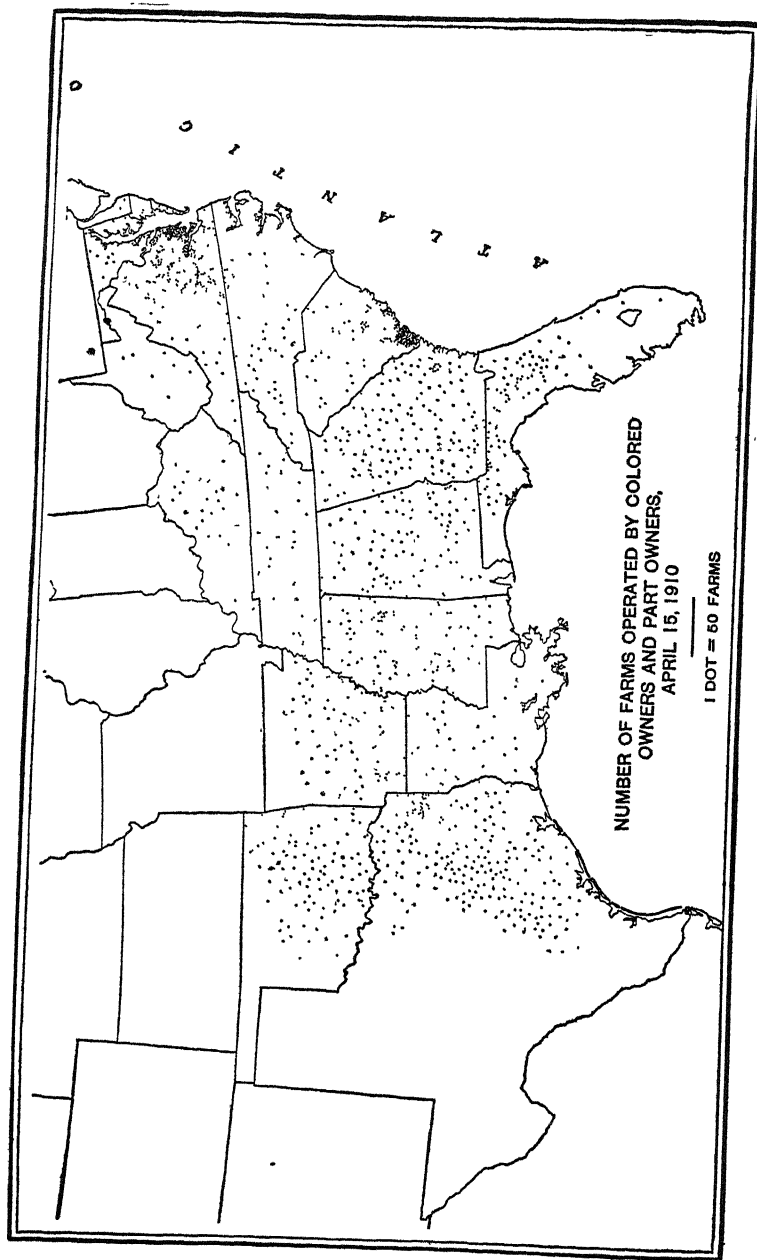 ATLANTIC O
NUMBER OF FARMS OPERATED BY COLORED
OWNERS AND PART OWNERS,
APRIL 15, 1910
1 DOT = 50 FARMS